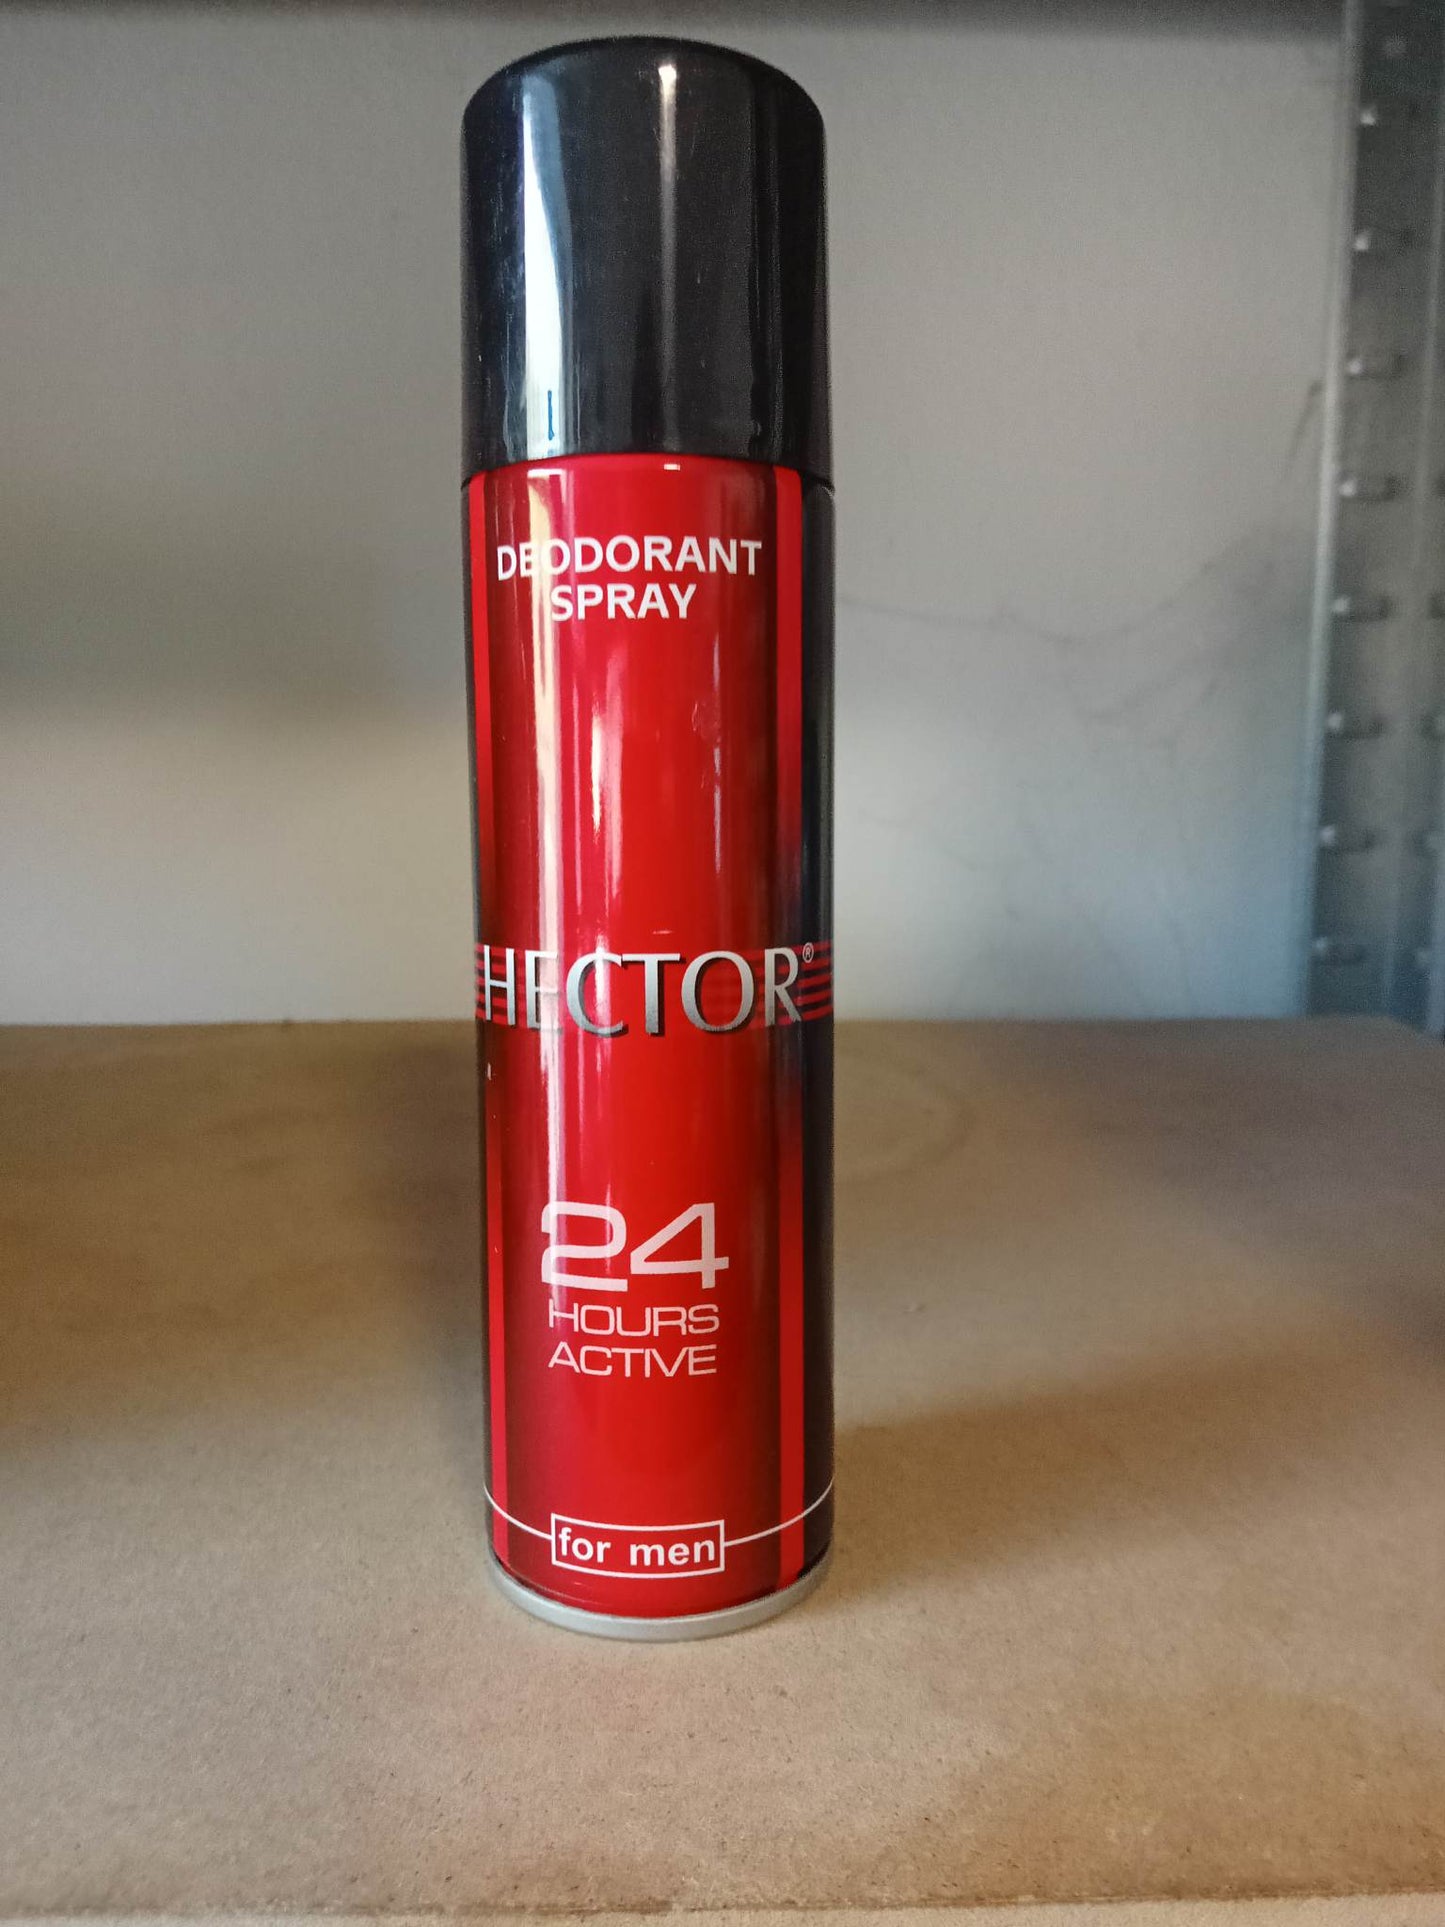 DEODORANT
SPRAY
HECTOR®
24
HOURS
ACTIVE
for men